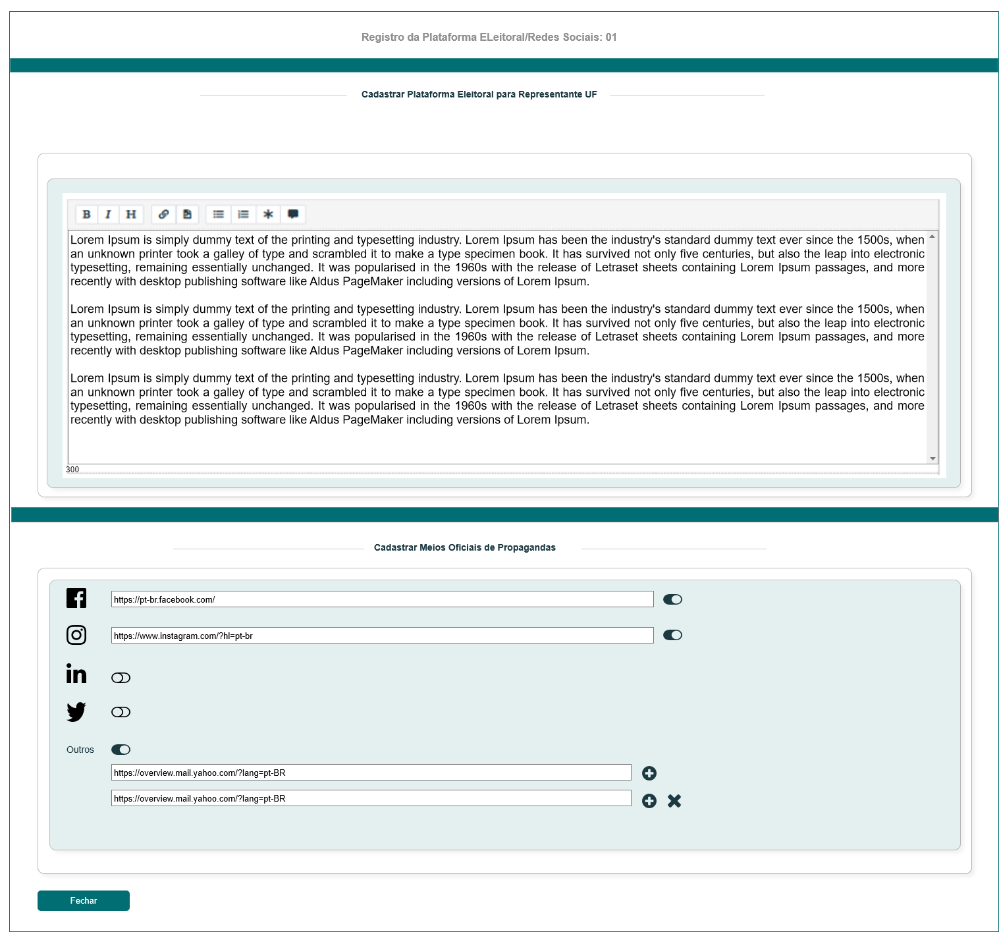 Registro da Plataforma ELeitoral/Redes Sociais: 01
Cadastrar Plataforma Eleitoral para Representante UF
B I H
Lorem Ipsum is simply dummy text of the printing and typesetting industry. Lorem Ipsum has been the industry's standard dummy text ever since the 1500s, when
an unknown printer took a galley of type and scrambled it to make a type specimen book. It has survived not only five centuries, but also the leap into electronic
typesetting, remaining essentially unchanged. It was popularised in the 1960s with the release of Letraset sheets containing Lorem Ipsum passages, and more
recently with desktop publishing software like Aldus PageMaker including versions of Lorem Ipsum.
Lorem Ipsum is simply dummy text of the printing and typesetting industry. Lorem Ipsum has been the industry's standard dummy text ever since the 1500s, when
an unknown printer took a galley of type and scrambled it to make a type specimen book. It has survived not only five centuries, but also the leap into electronic
typesetting, remaining essentially unchanged. It was popularised in the 1960s with the release of Letraset sheets containing Lorem Ipsum passages, and more
recently with desktop publishing software like Aldus PageMaker including versions of Lorem Ipsum.
Lorem Ipsum is simply dummy text of the printing and typesetting industry. Lorem Ipsum has been the industry's standard dummy text ever since the 1500s, when
an unknown printer took a galley of type and scrambled it to make a type specimen book. It has survived not only five centuries, but also the leap into electronic
typesetting, remaining essentially unchanged. It was popularised in the 1960s with the release of Letraset sheets containing Lorem Ipsum passages, and more
recently with desktop publishing software like Aldus PageMaker including versions of Lorem Ipsum.
300
Cadastrar Meios Oficiais de Propagandas
https://pt-br.facebook.com/
https://www.instagram.com/?hl=pt-br
in
Outros
https://overview.mail.yahoo.com/?lang=pt-BR
https://overview.mail.yahoo.com/?lang=pt-BR
Fechar